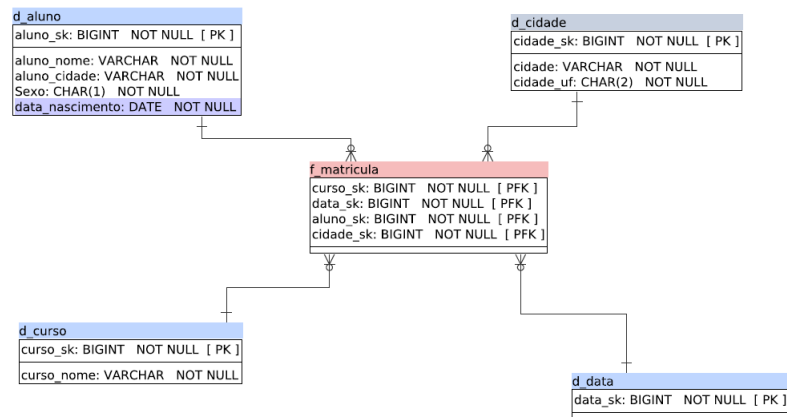 d_aluno
aluno_sk: BIGINT NOT NULL [ PK ]
aluno_nome: VARCHAR NOT NULL
aluno_cidade: VARCHAR NOT NULL
Sexo: CHAR(1) NOT NULL
data_nascimento: DATE NOT NULL
d_cidade
cidade_sk: BIGINT NOT NULL [ PK ]
cidade: VARCHAR NOT NULL
cidade_uf: CHAR(2) NOT NULL
f_matricula
curso_sk: BIGINT NOT NULL [ PFK ]
data_sk: BIGINT NOT NULL [ PFK ]
aluno_sk: BIGINT NOT NULL [ PFK ]
cidade_sk: BIGINT NOT NULL [ PFK ]
d_curso
curso_sk: BIGINT NOT NULL [ PK ]
curso_nome: VARCHAR NOT NULL
d_data
data_sk: BIGINT NOT NULL [ PK ]